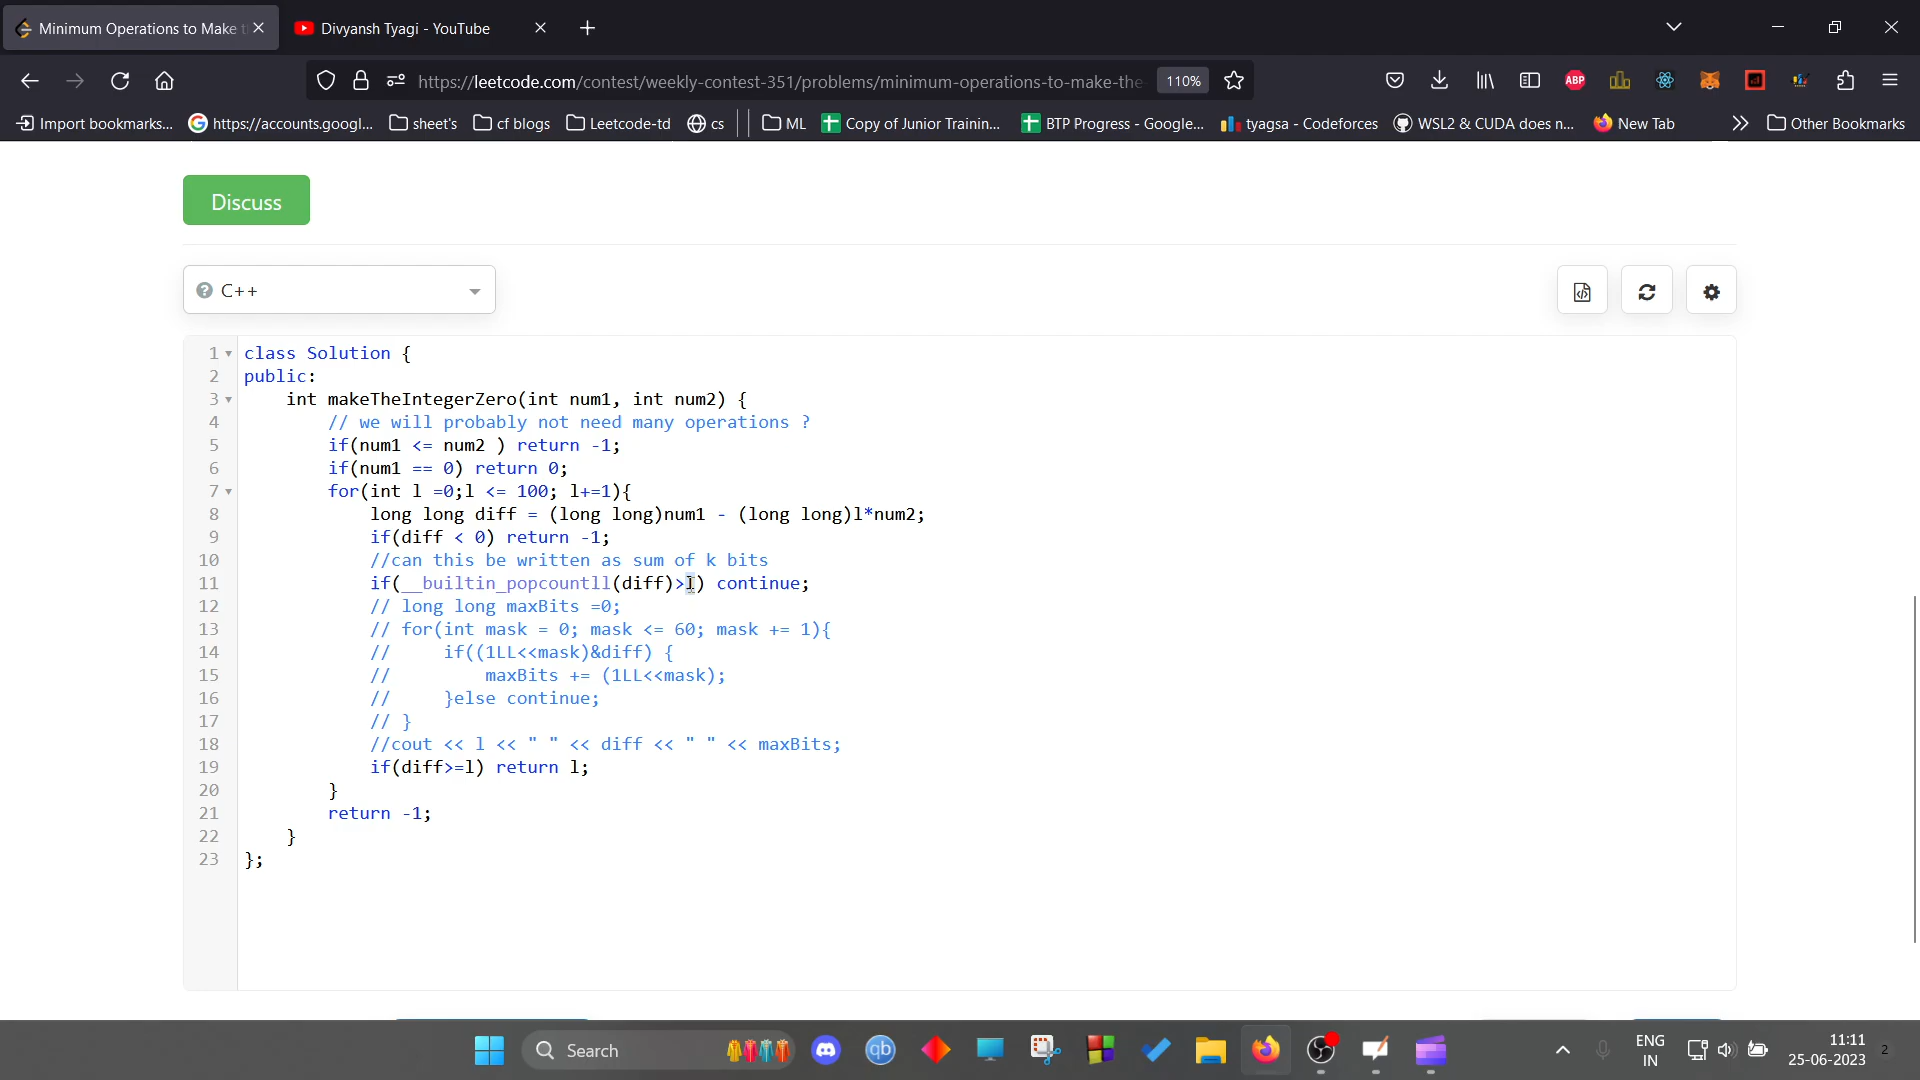 Minimum Operations to Make t
Divyansh Tyagi - YouTube
https://leetcode.com/contest/weekly-contest-351/problems/minimum-operations-to-make-the-
110%
ABP
Import bookmarks...
https://accounts.googl...
sheet's
cf blogs
Leetcode-td
cs
ML
Copy of Junior Trainin...
BTP Progress - Google...
tyagsa - Codeforces
WSL2 & CUDA does n...
New Tab
Other Bookmarks
Discuss
C++
1 class Solution {
2 public:
3 int makeTheIntegerZero(int num1, int num2) {
4 // we will probably not need many operations ?
5 if(num1 <= num2 ) return -1;
6 if(num1 == 0) return 0;
7 for(int l =0;l <= 100; l+=1){
8 long long diff = (long long)num1 - (long long)l*num2;
9 if(diff < 0) return -1;
10 //can this be written as sum of k bits
11 if(__builtin_popcountll(diff)>l) continue;
12 // long long maxBits =0;
13 // for(int mask = 0; mask <= 60; mask += 1){
14 // if((1LL<<mask)&diff) {
15 // maxBits += (1LL<<mask);
16 // }else continue;
17 // }
18 //cout << l << " " << diff << " " << maxBits;
19 if(diff>=l) return l;
20 }
21 return -1;
22 }
23 };
Search
qb
ENG
IN
11:11
25-06-2023
2